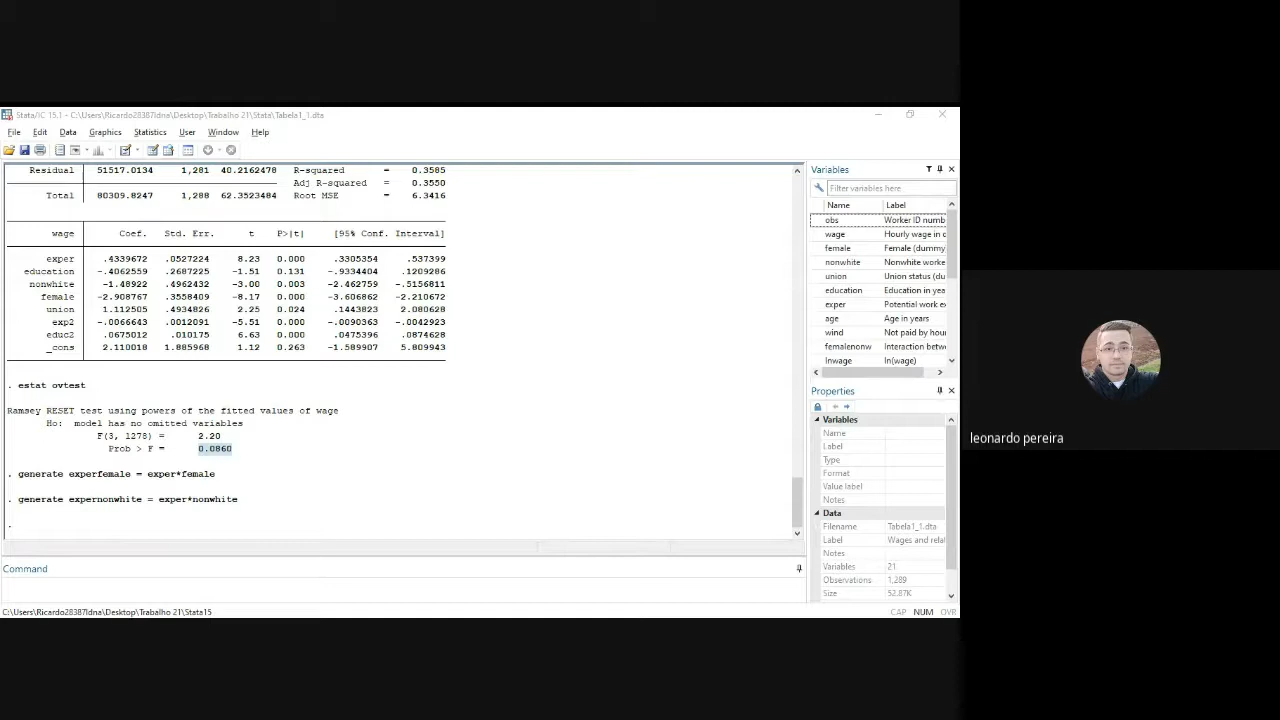 Stata/IC 15.1 - C:\Users\Ricardo28387ldna\Desktop\Trabalho 21\Stata\Tabela1_1.dta
File Edit Data Graphics Statistics User Window Help
Residual 51517.0134 1,281 40.2162478 R-squared = 0.3585
Adj R-squared = 0.3550
Total 80309.8247 1,288 62.3523484 Root MSE = 6.3416
wage Coef. Std. Err. t P>|t| [95% Conf. Interval]
exper .4339672 .0527224 8.23 0.000 .3305354 .537399
education -.4062559 .2687225 -1.51 0.131 -.9334404 .1209286
nonwhite -1.48922 .4962432 -3.00 0.003 -2.462759 -.5156811
female -2.908767 .3558409 -8.17 0.000 -3.606862 -2.210672
union 1.112505 .4934826 2.25 0.024 .1443823 2.080628
exp2 -.0066643 .0012091 -5.51 0.000 -.0090363 -.0042923
educ2 .0675012 .010175 6.63 0.000 .0475396 .0874628
_cons 2.110018 1.885968 1.12 0.263 -1.589907 5.809943
. estat ovtest
Ramsey RESET test using powers of the fitted values of wage
Ho: model has no omitted variables
F(3, 1278) = 2.20
Prob > F = 0.0860
. generate experfemale = exper*female
. generate expernonwhite = exper*nonwhite
.
Command
C:\Users\Ricardo28387ldna\Desktop\Trabalho 21\Stata15
Variables
Filter variables here
Name Label
obs Worker ID numb
wage Hourly wage in d
female Female (dummy
nonwhite Nonwhite worke
union Union status (du
education Education in yea
exper Potential work ex
age Age in years
wind Not paid by hour
femalenonw Interaction betwe
lnwage ln(wage)
Properties
Variables
Name
Label
Type
Format
Value label
Notes
Data
Filename Tabela1_1.dta
Label Wages and relat
Notes
Variables 21
Observations 1,289
Size 52.87K
CAP NUM OVR
leonardo pereira